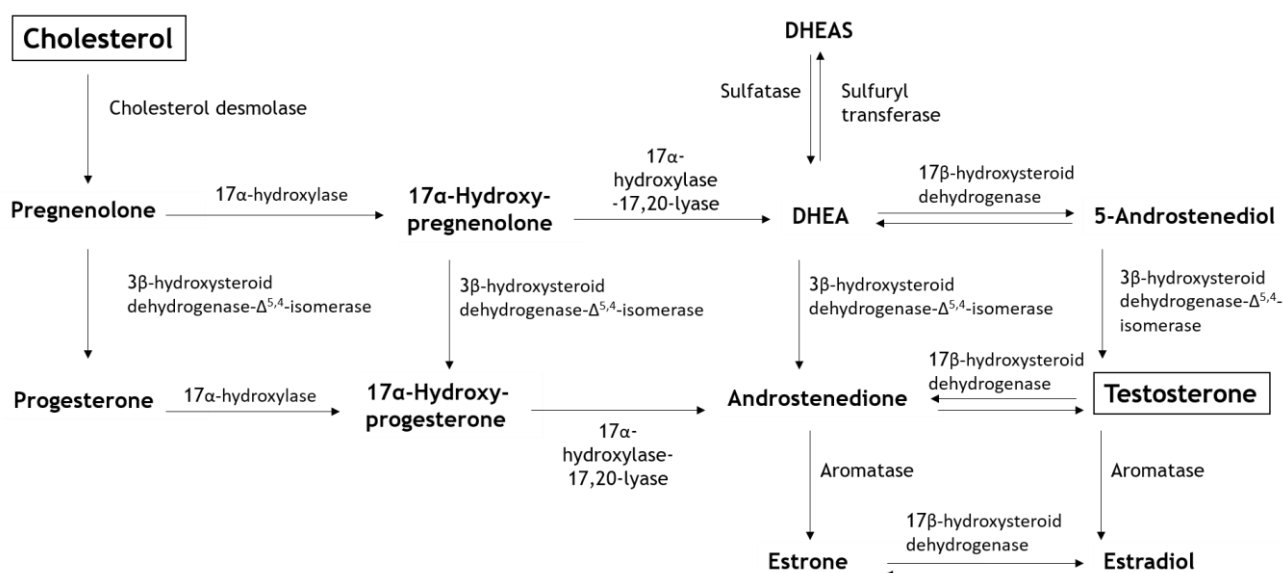 Cholesterol
DHEAS
Cholesterol desmolase
Sulfatase
Sulfuryl
transferase
17α-
hydroxylase
-17,20-lyase
17α-hydroxylase
17β-hydroxysteroid
dehydrogenase
Pregnenolone
17α-Hydroxy-
pregnenolone
DHEA
5-Androstenediol
3β-hydroxysteroid
dehydrogenase-Δ5,4-isomerase
3β-hydroxysteroid
dehydrogenase-Δ5,4-isomerase
3β-hydroxysteroid
dehydrogenase-Δ5,4-isomerase
3β-hydroxysteroid
dehydrogenase-Δ5,4-
isomerase
17β-hydroxysteroid
dehydrogenase
Progesterone
17α-hydroxylase
17α-Hydroxy-
progesterone
Androstenedione
Testosterone
17α-
hydroxylase-
17,20-lyase
Aromatase
Aromatase
17β-hydroxysteroid
dehydrogenase
Estrone
Estradiol